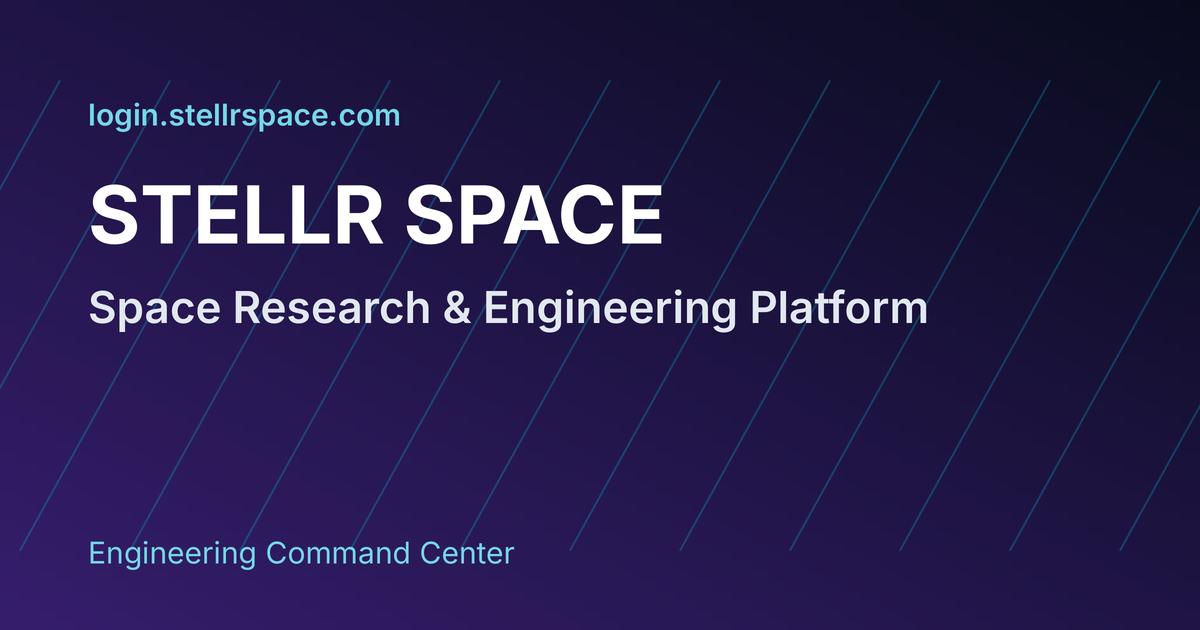 login.stellrspace.com
STELLR SPACE
Space Research & Engineering Platform
Engineering Command Center